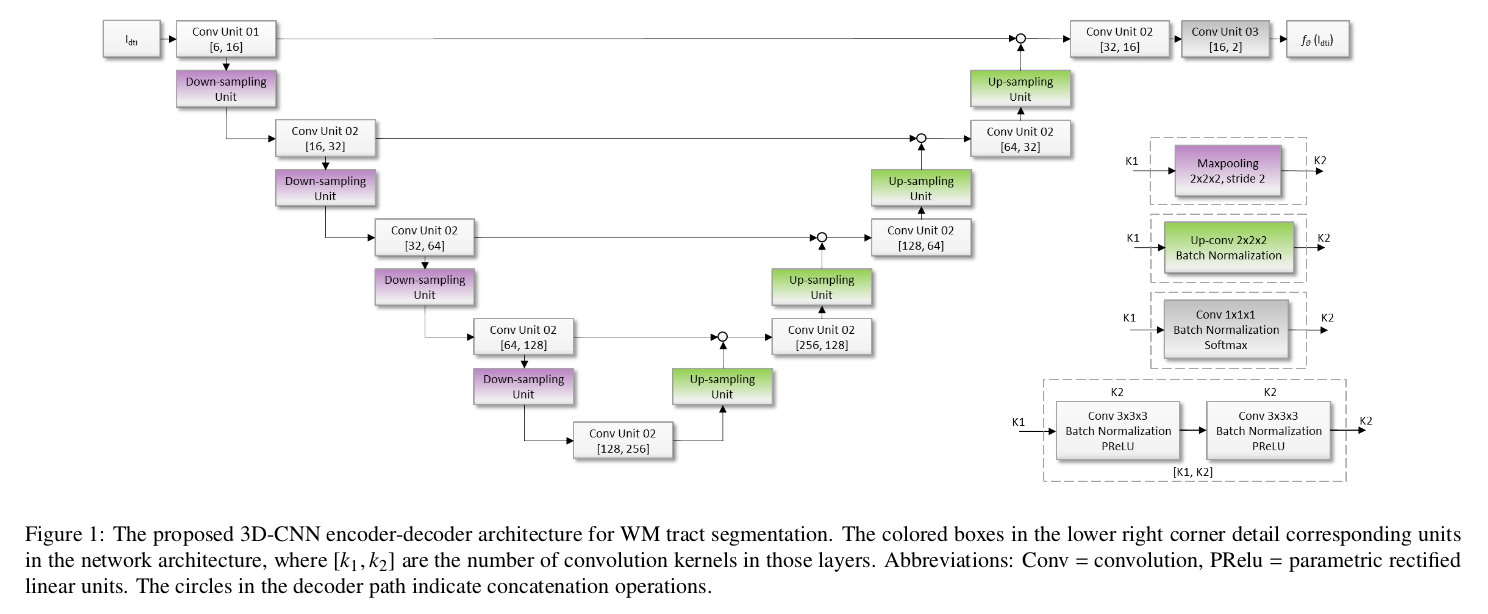 I_dti
Conv Unit 01
[6, 16]
Conv Unit 02
[32, 16]
Conv Unit 03
[16, 2]
f_ϑ (I_dti)
Down-sampling
Unit
Up-sampling
Unit
Conv Unit 02
[16, 32]
Conv Unit 02
[64, 32]
Down-sampling
Unit
Up-sampling
Unit
Conv Unit 02
[32, 64]
Conv Unit 02
[128, 64]
Down-sampling
Unit
Up-sampling
Unit
Conv Unit 02
[64, 128]
Conv Unit 02
[256, 128]
Down-sampling
Unit
Up-sampling
Unit
Conv Unit 02
[128, 256]
K1
Maxpooling
2x2x2, stride 2
K2
K1
Up-conv 2x2x2
Batch Normalization
K2
K1
Conv 1x1x1
Batch Normalization
Softmax
K2
K1
K2
Conv 3x3x3
Batch Normalization
PReLU
K2
Conv 3x3x3
Batch Normalization
PReLU
K2
[K1, K2]
Figure 1: The proposed 3D-CNN encoder-decoder architecture for WM tract segmentation. The colored boxes in the lower right corner detail corresponding units
in the network architecture, where [k₁, k₂] are the number of convolution kernels in those layers. Abbreviations: Conv = convolution, PRelu = parametric rectified
linear units. The circles in the decoder path indicate concatenation operations.